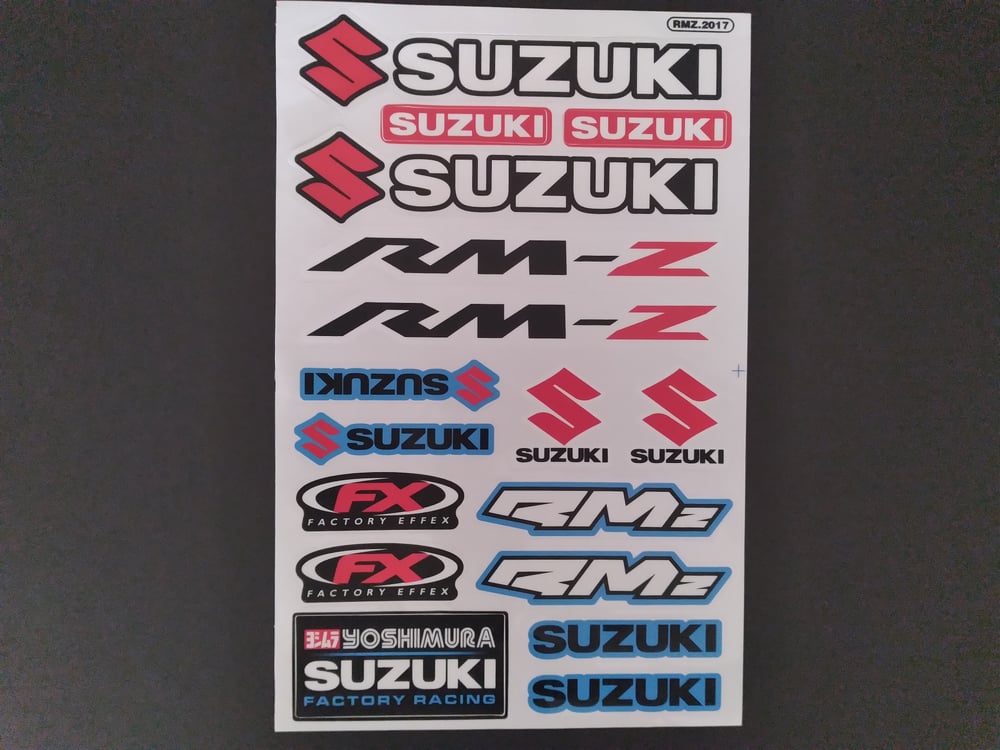 RMZ.2017
SUZUKI
SUZUKI SUZUKI
SUZUKI
RM-Z
RM-Z
SUZUKI
SUZUKI
SUZUKI SUZUKI
FX
FACTORY EFFEX
RMZ
FX
FACTORY EFFEX
RMZ
ヨシムラ YOSHIMURA
SUZUKI
FACTORY RACING
SUZUKI
SUZUKI